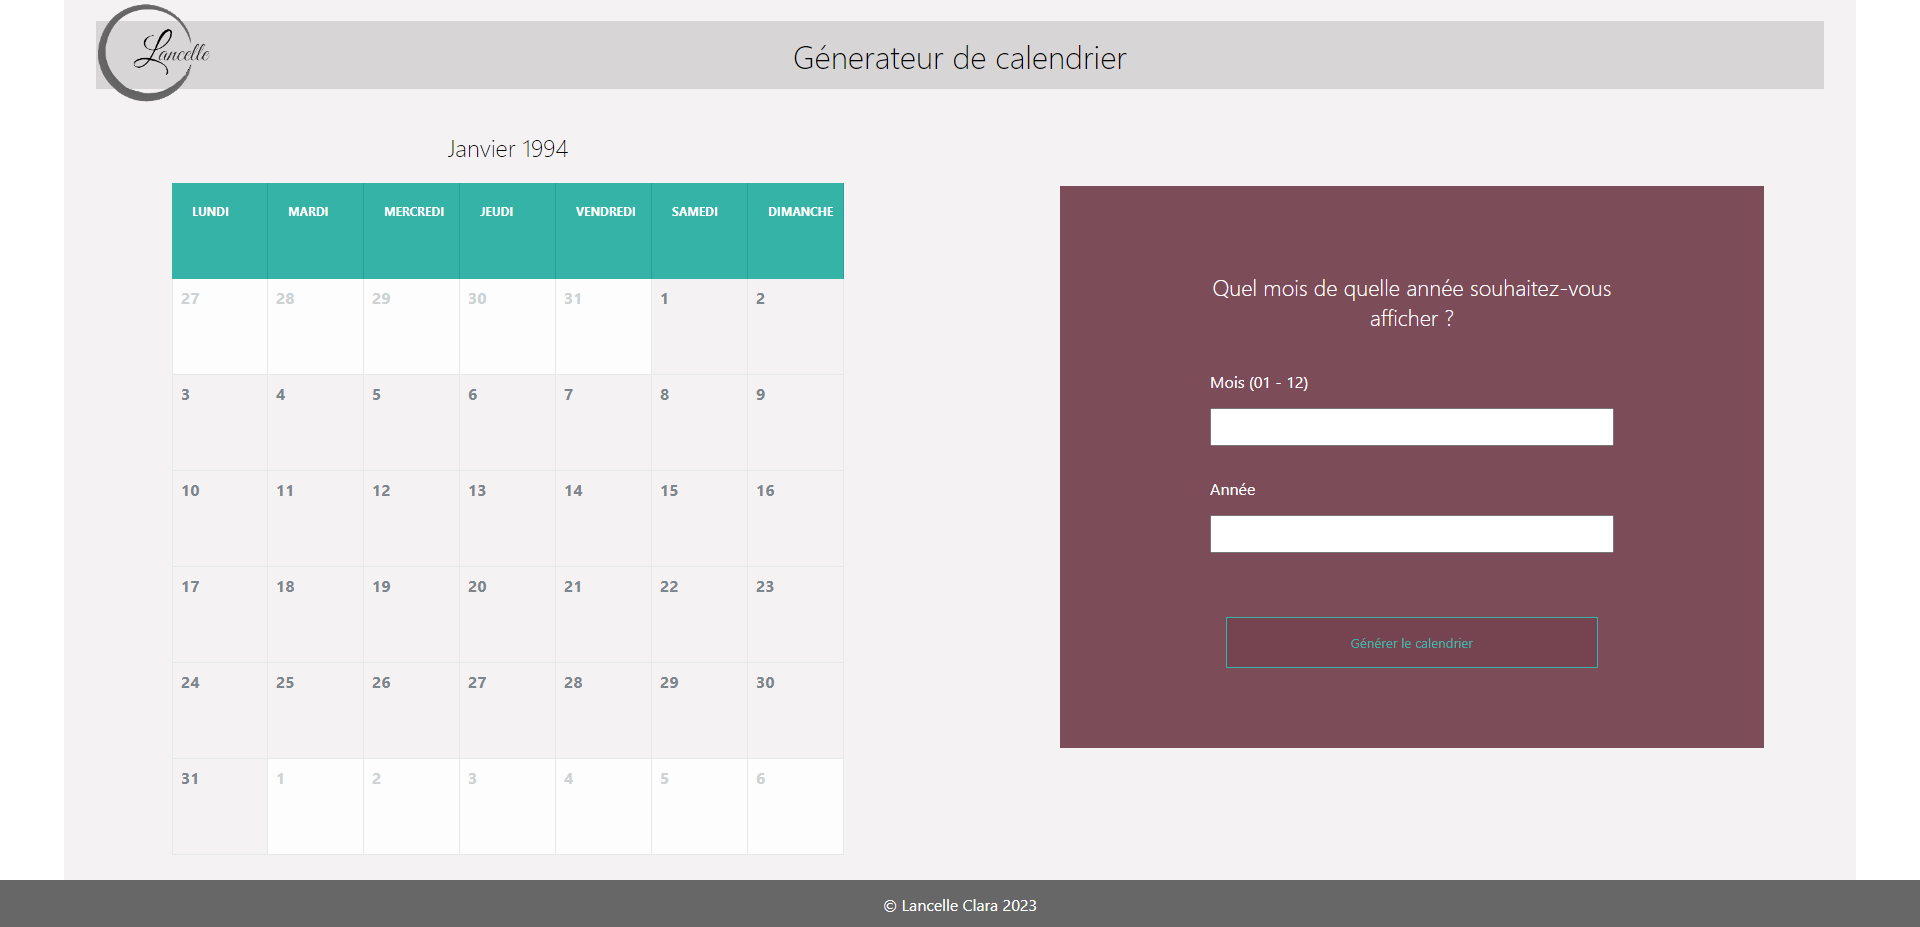 Lancelle
Génerateur de calendrier
Janvier 1994
LUNDI MARDI MERCREDI JEUDI VENDREDI SAMEDI DIMANCHE
27 28 29 30 31 1 2
3 4 5 6 7 8 9
10 11 12 13 14 15 16
17 18 19 20 21 22 23
24 25 26 27 28 29 30
31 1 2 3 4 5 6
Quel mois de quelle année souhaitez-vous
afficher ?
Mois (01 - 12)
Année
Générer le calendrier
© Lancelle Clara 2023